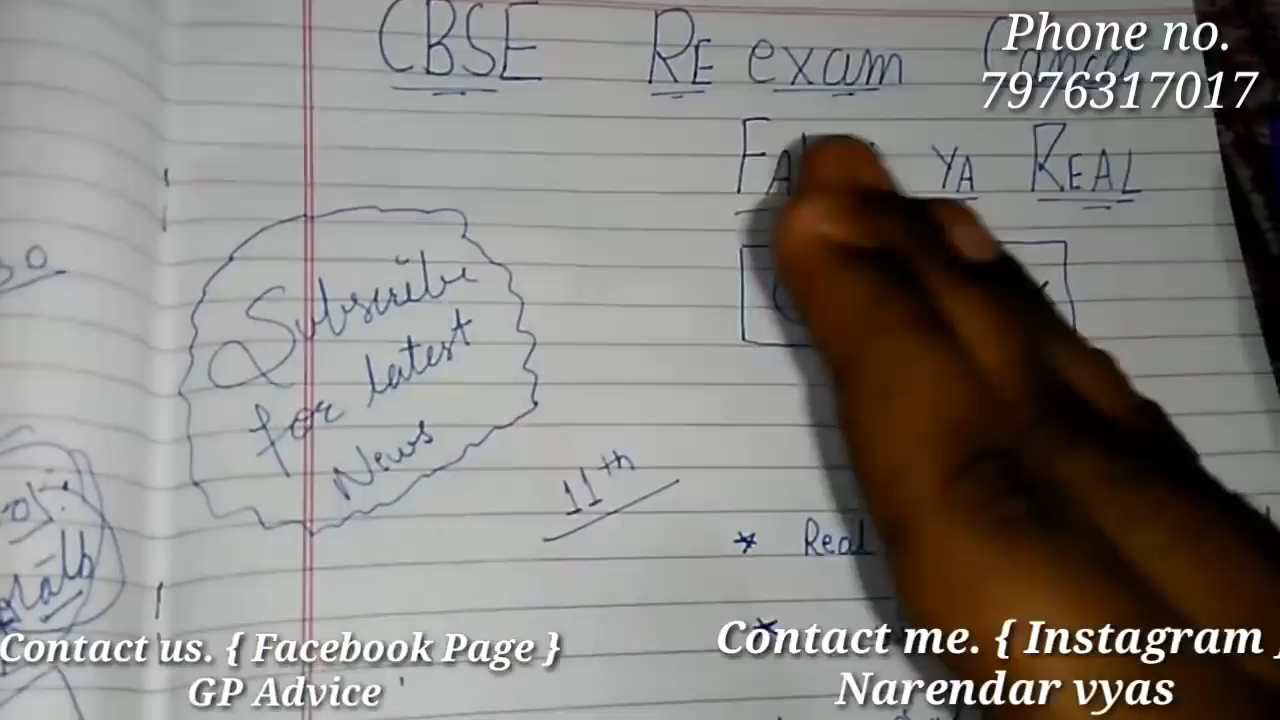 CBSE RE exam
Phone no.
7976317017
YA REAL
Subscribe
for latest
News
11th
* Real
*
Contact us. { Facebook Page }
GP Advice
Contact me. { Instagram }
Narendar vyas